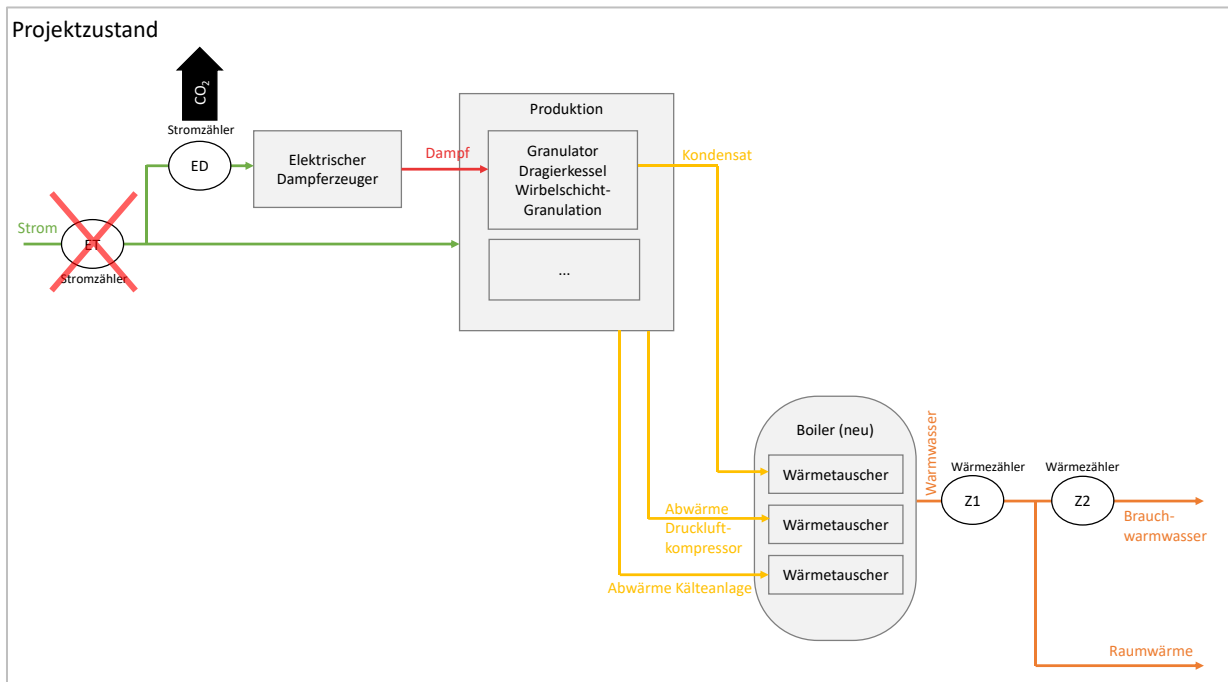 Projektzustand
CO₂
Stromzähler
ED
Elektrischer
Dampferzeuger
Dampf
Produktion
Granulator
Dragierkessel
Wirbelschicht-
Granulation
...
Kondensat
Strom
ET
Stromzähler
Boiler (neu)
Wärmetauscher
Wärmetauscher
Wärmetauscher
Abwärme
Druckluft-
kompressor
Abwärme Kälteanlage
Warmwasser
Wärmezähler
Z1
Wärmezähler
Z2
Brauch-
warmwasser
Raumwärme